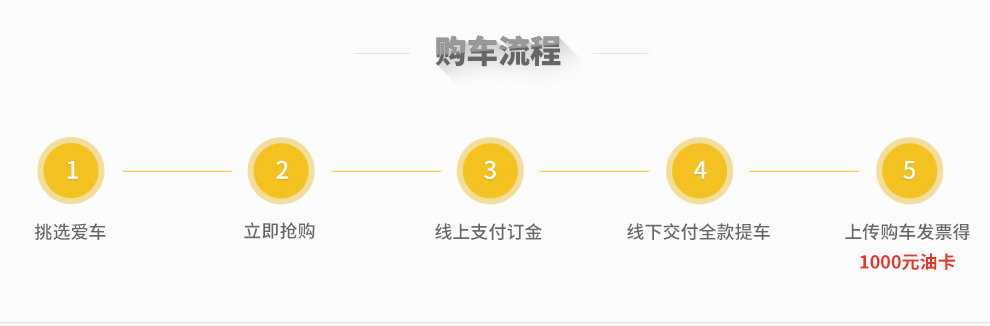 购车流程
1
2
3
4
5
挑选爱车
立即抢购
线上支付订金
线下交付全款提车
上传购车发票得
1000元油卡